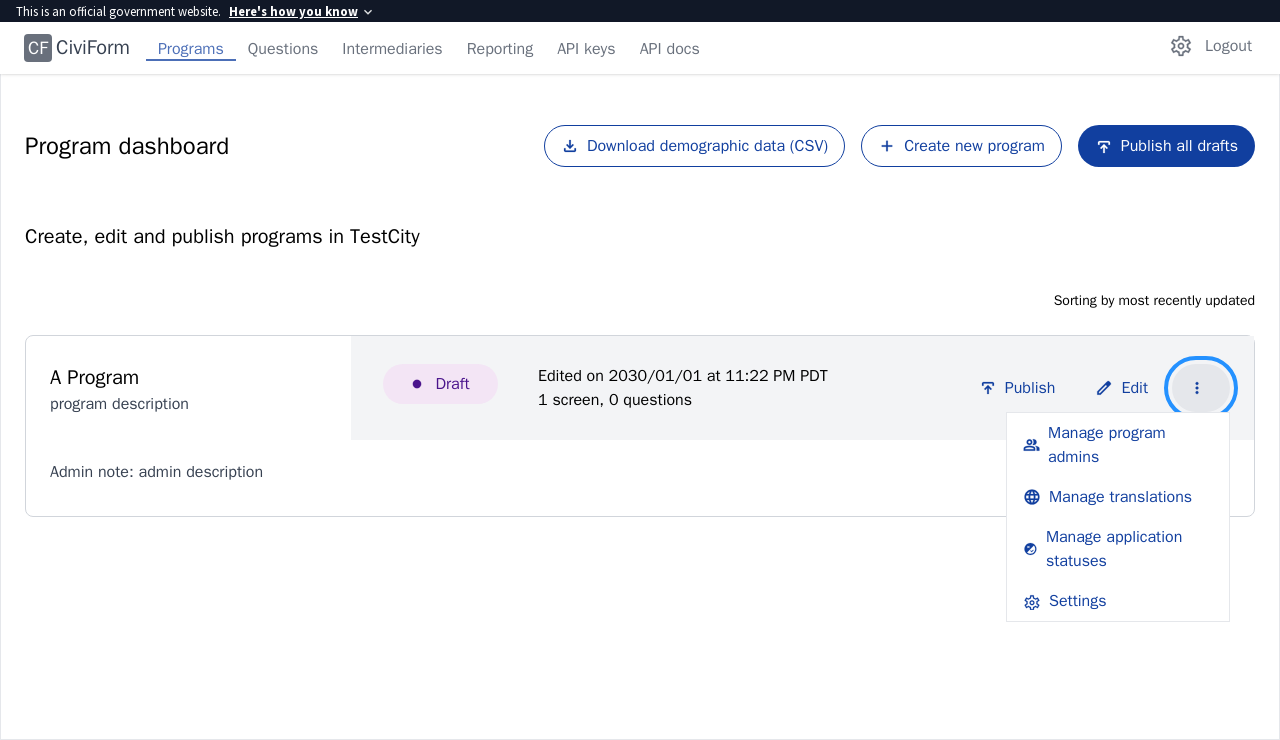 This is an official government website. Here's how you know
CF CiviForm Programs Questions Intermediaries Reporting API keys API docs Logout
Program dashboard Download demographic data (CSV) Create new program Publish all drafts
Create, edit and publish programs in TestCity
Sorting by most recently updated
A Program
program description
Draft
Edited on 2030/01/01 at 11:22 PM PDT
1 screen, 0 questions
Publish Edit
Manage program
admins
Manage translations
Manage application
statuses
Settings
Admin note: admin description